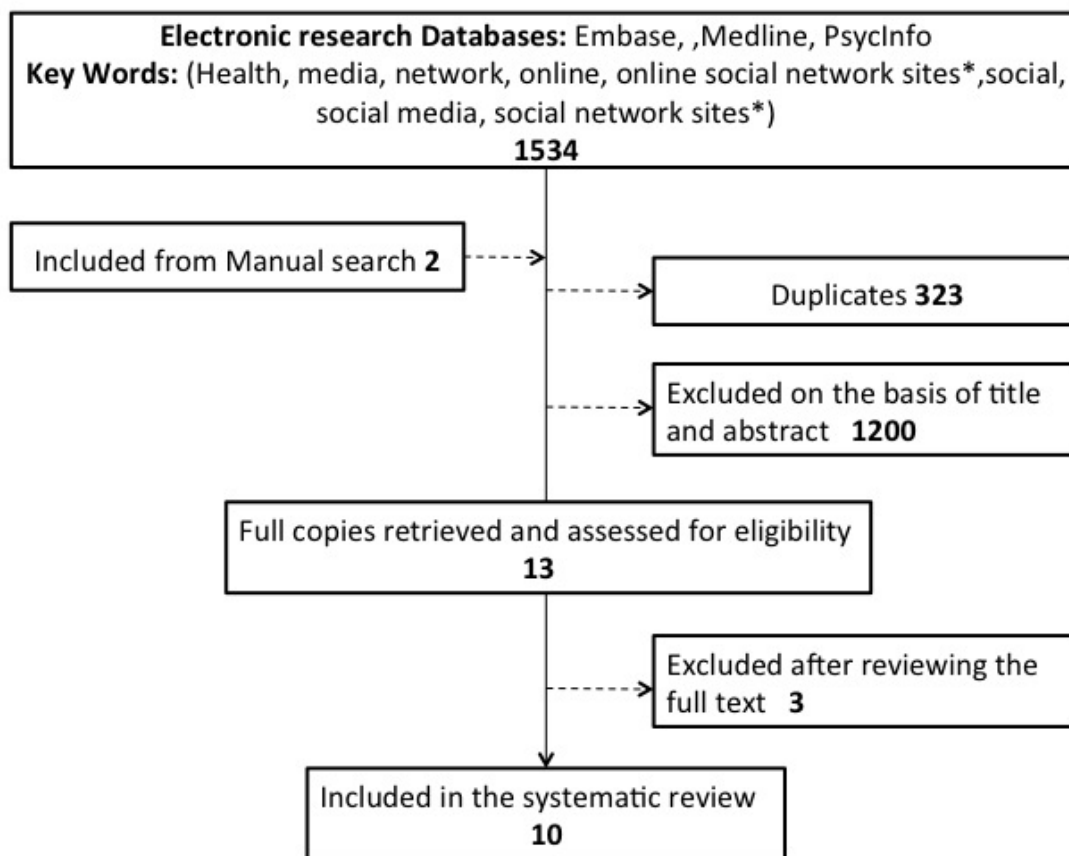 Electronic research Databases: Embase, ,Medline, PsycInfo
Key Words: (Health, media, network, online, online social network sites*,social,
social media, social network sites*)
1534
Included from Manual search 2
Duplicates 323
Excluded on the basis of title
and abstract 1200
Full copies retrieved and assessed for eligibility
13
Excluded after reviewing the
full text 3
Included in the systematic review
10